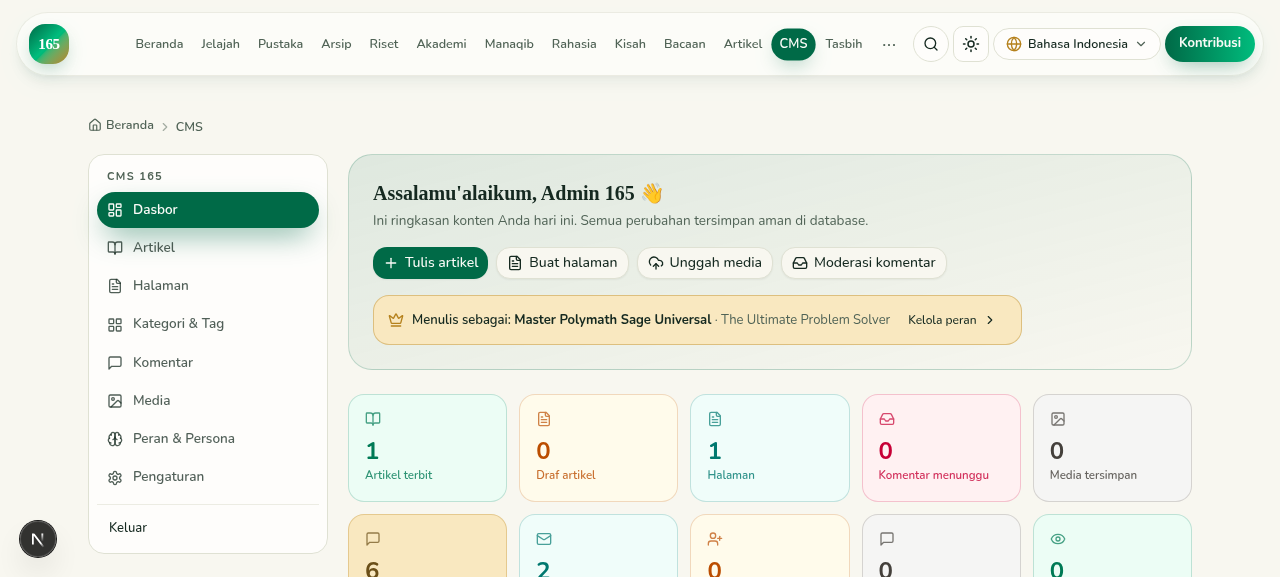 165
Beranda Jelajah Pustaka Arsip Riset Akademi Manaqib Rahasia Kisah Bacaan Artikel CMS Tasbih ... Bahasa Indonesia Kontribusi
Beranda > CMS
CMS 165
Dasbor
Artikel
Halaman
Kategori & Tag
Komentar
Media
Peran & Persona
Pengaturan
Keluar
N
Assalamu'alaikum, Admin 165 👋
Ini ringkasan konten Anda hari ini. Semua perubahan tersimpan aman di database.
+ Tulis artikel Buat halaman Unggah media Moderasi komentar
Menulis sebagai: Master Polymath Sage Universal · The Ultimate Problem Solver Kelola peran >
1 0 1 0 0
Artikel terbit Draf artikel Halaman Komentar menunggu Media tersimpan
6 2 0 0 0